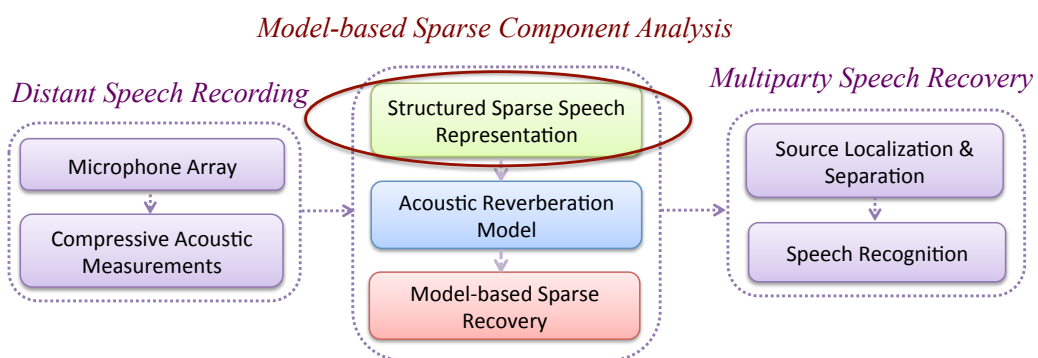 Model-based Sparse Component Analysis
Distant Speech Recording
Microphone Array
Compressive Acoustic
Measurements
Structured Sparse Speech
Representation
Acoustic Reverberation
Model
Model-based Sparse
Recovery
Multiparty Speech Recovery
Source Localization &
Separation
Speech Recognition